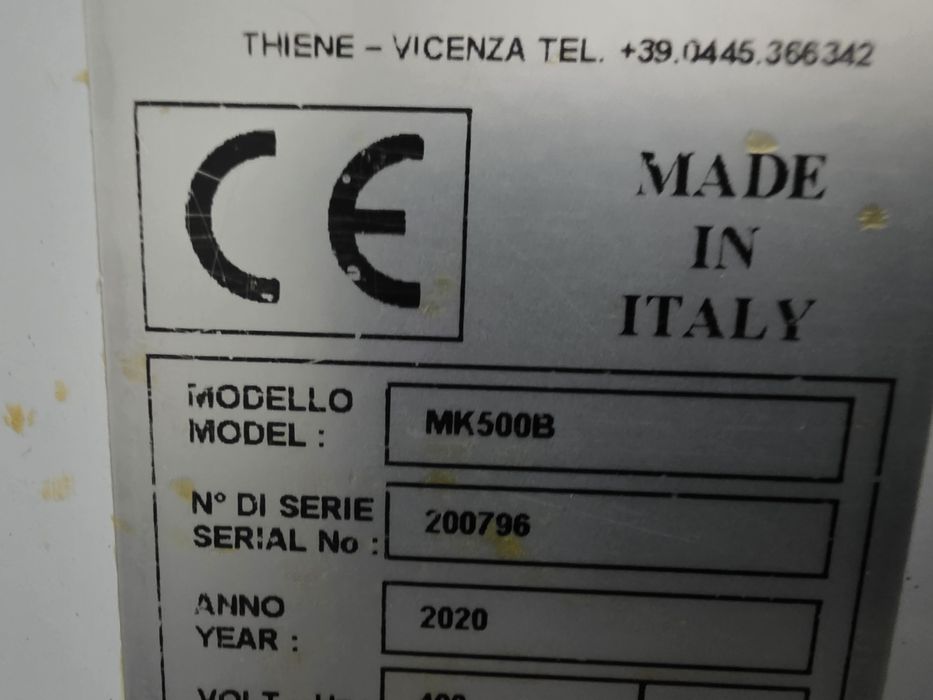 THIENE – VICENZA TEL. +39.0445.366342
CE
MADE
IN
ITALY
MODELLO
MODEL :
MK500B
N° DI SERIE
SERIAL No :
200796
ANNO
YEAR :
2020
VOLT